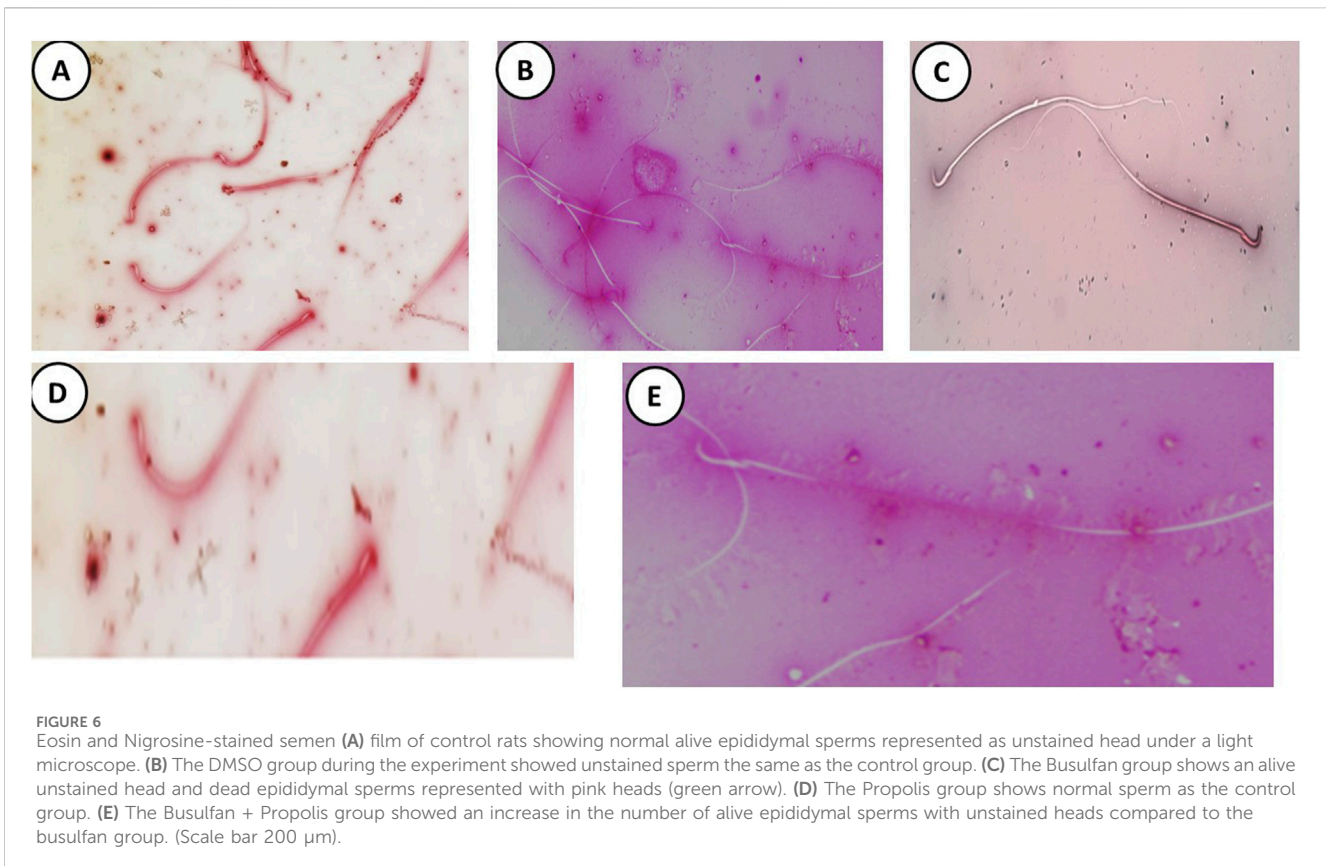 A
B
C
D
E
FIGURE 6
Eosin and Nigrosine-stained semen (A) film of control rats showing normal alive epididymal sperms represented as unstained head under a light
microscope. (B) The DMSO group during the experiment showed unstained sperm the same as the control group. (C) The Busulfan group shows an alive
unstained head and dead epididymal sperms represented with pink heads (green arrow). (D) The Propolis group shows normal sperm as the control
group. (E) The Busulfan + Propolis group showed an increase in the number of alive epididymal sperms with unstained heads compared to the
busulfan group. (Scale bar 200 μm).